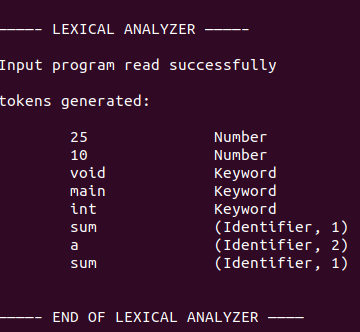 ————– LEXICAL ANALYZER ————–
Input program read successfully
tokens generated:
25 Number
10 Number
void Keyword
main Keyword
int Keyword
sum (Identifier, 1)
a (Identifier, 2)
sum (Identifier, 1)
————– END OF LEXICAL ANALYZER ————